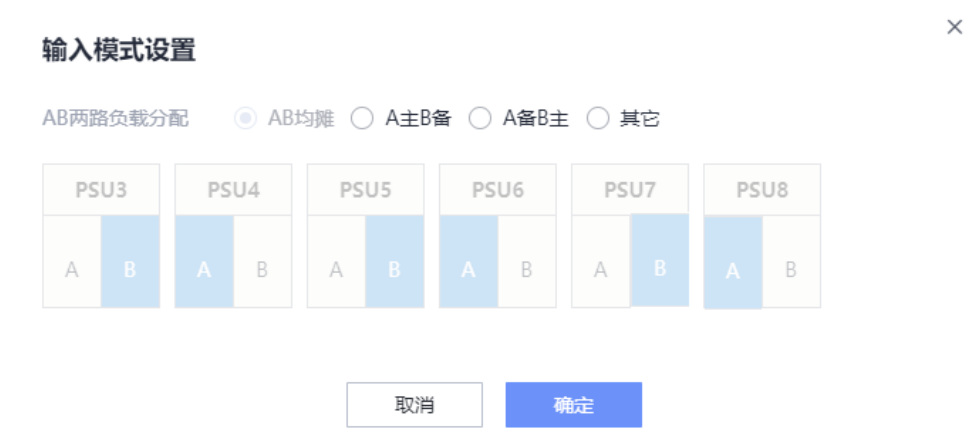 输入模式设置
AB两路负载分配 AB均摊 A主B备 A备B主 其它
PSU3 PSU4 PSU5 PSU6 PSU7 PSU8
A B A B A B A B A B A B
取消 确定